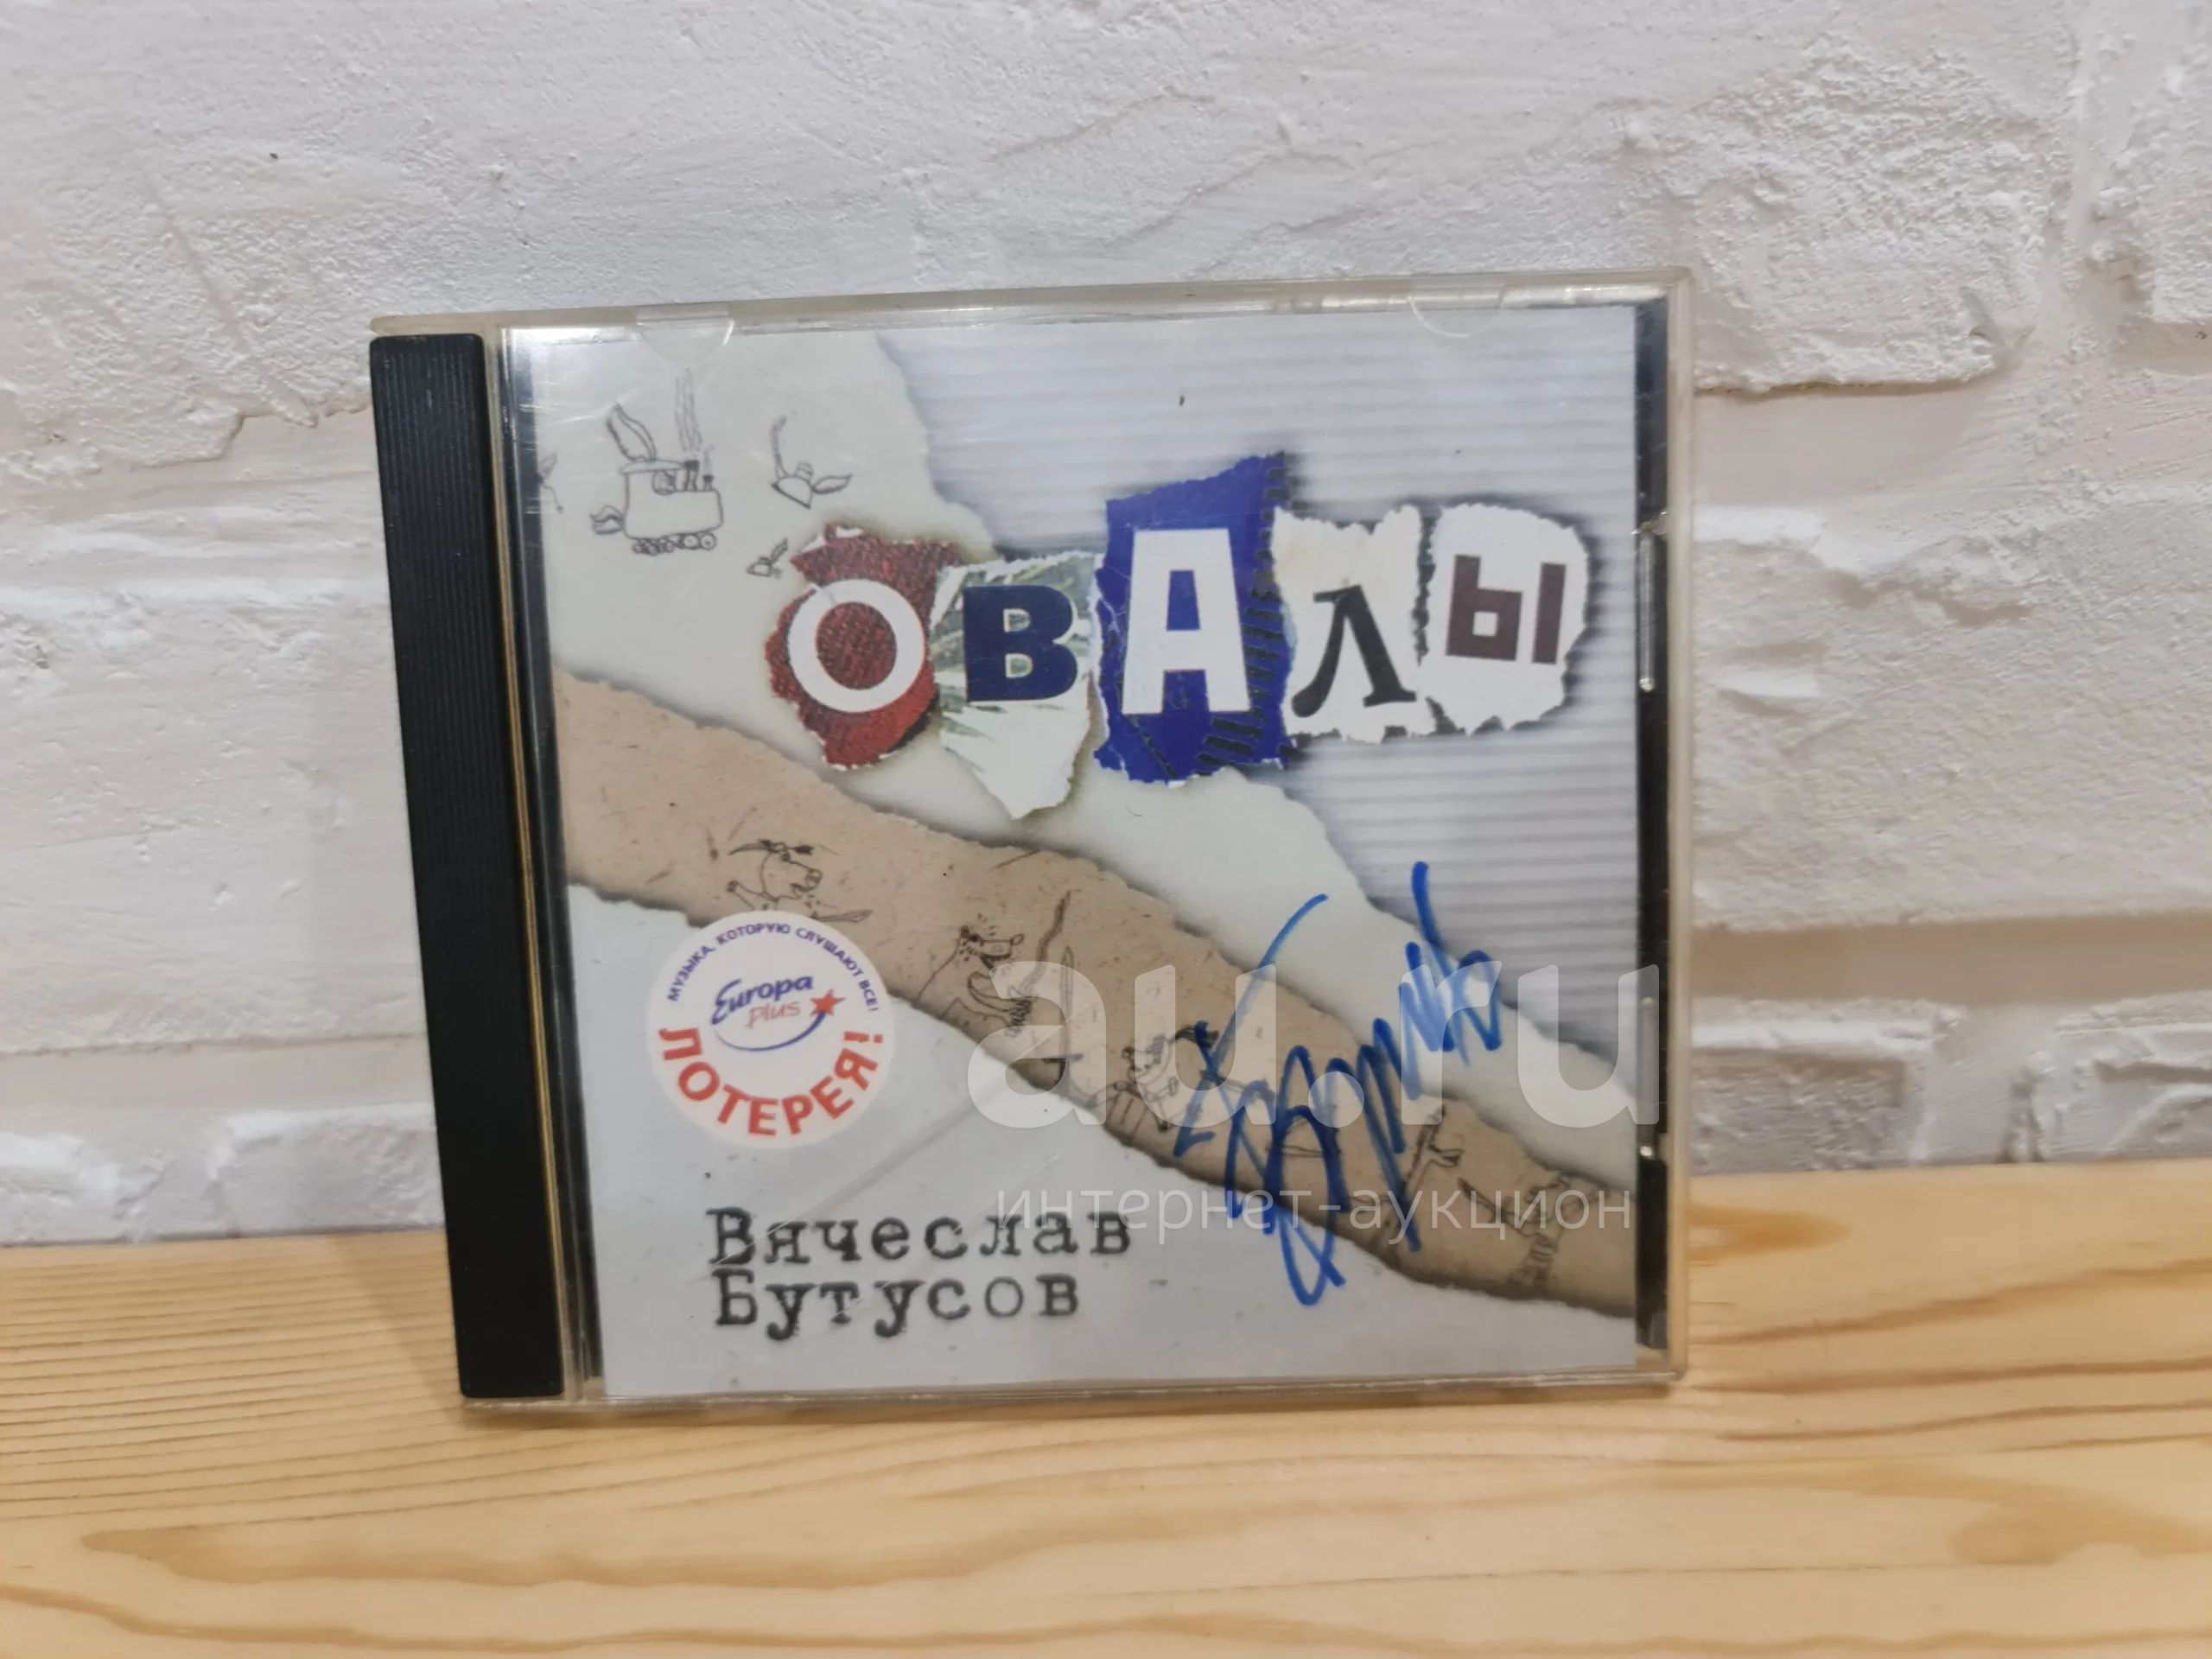 ОВАЛЫ
МУЗЫКА, КОТОРУЮ СЛУШАЮТ ВСЕ!
Europa
plus
ЛОТЕРЕЯ!
au.ru
интернет-аукцион
Вячеслав
Бутусов